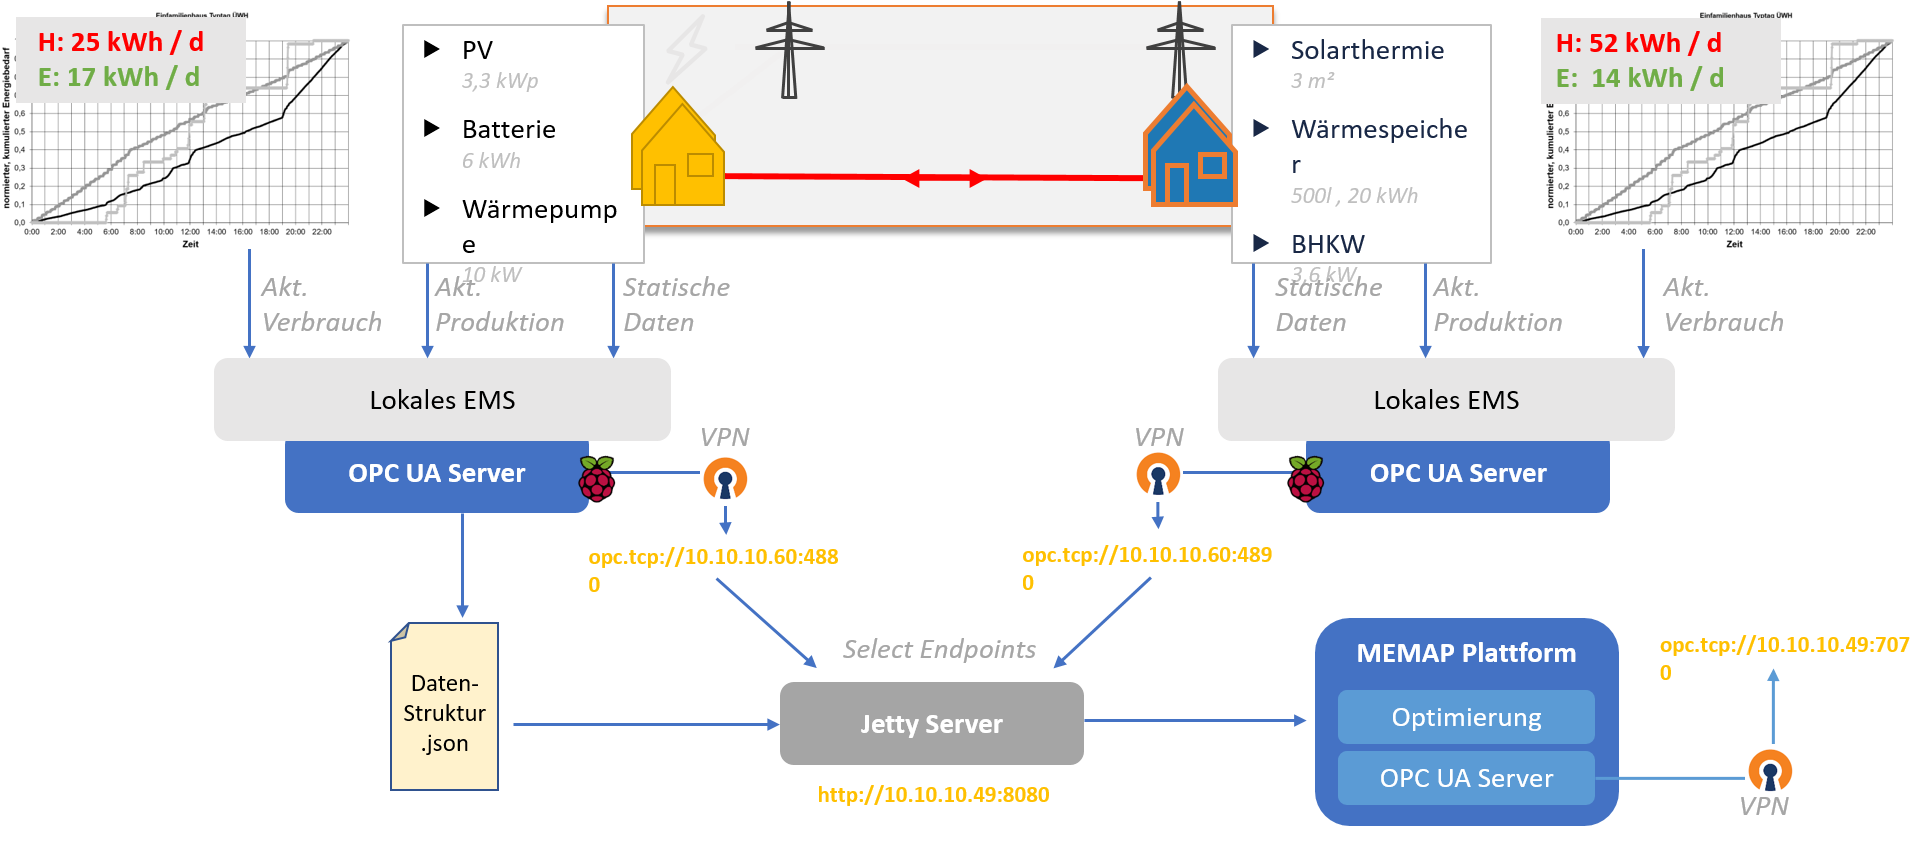 Einfamilienhaus Typtag ÜWH
H: 25 kWh / d
E: 17 kWh / d
normierter, kumulierter Energiebedarf
0,6
0,5
0,4
0,3
0,2
0,1
0,0
0:00 2:00 4:00 6:00 8:00 10:00 12:00 14:00 16:00 18:00 20:00 22:00
Zeit
PV
3,3 kWp
Batterie
6 kWh
Wärmepump
e
10 kW
Solarthermie
3 m²
Wärmespeiche
r
500l , 20 kWh
BHKW
3,6 kW
Einfamilienhaus Typtag ÜWH
H: 52 kWh / d
E: 14 kWh / d
normierter, kumulierter E
0,6
0,5
0,4
0,3
0,2
0,1
0,0
0:00 2:00 4:00 6:00 8:00 10:00 12:00 14:00 16:00 18:00 20:00 22:00
Zeit
Akt.
Verbrauch
Akt.
Produktion
Statische
Daten
Statische
Daten
Akt.
Produktion
Akt.
Verbrauch
Lokales EMS
OPC UA Server
VPN
VPN
Lokales EMS
OPC UA Server
opc.tcp://10.10.10.60:488
0
opc.tcp://10.10.10.60:489
0
Daten-
Struktur
.json
Select Endpoints
Jetty Server
http://10.10.10.49:8080
MEMAP Plattform
Optimierung
OPC UA Server
opc.tcp://10.10.10.49:707
0
VPN